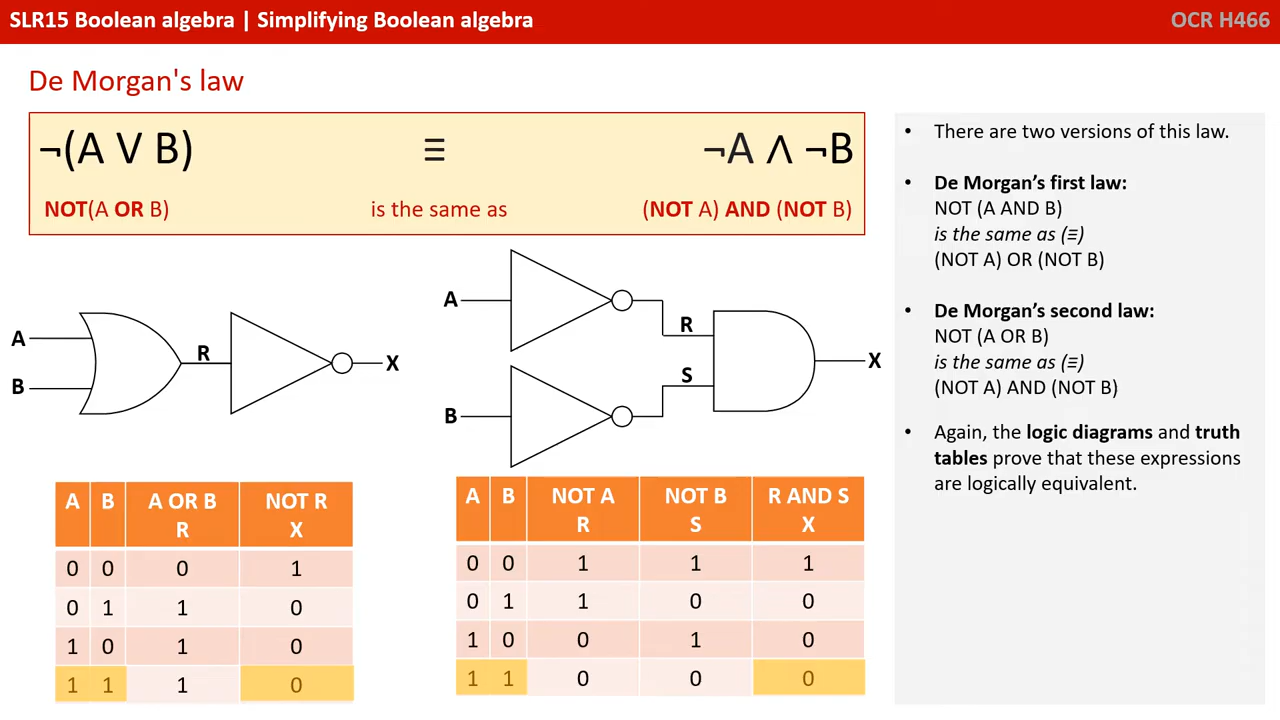 SLR15 Boolean algebra | Simplifying Boolean algebra
OCR H466
De Morgan's law
¬(A V B) ≡ ¬A Λ ¬B
NOT(A OR B) is the same as (NOT A) AND (NOT B)
A
B
R
X
A
B
R
S
X
A B A OR B NOT R
R X
0 0 0 1
0 1 1 0
1 0 1 0
1 1 1 0
A B NOT A NOT B R AND S
R S X
0 0 1 1 1
0 1 1 0 0
1 0 0 1 0
1 1 0 0 0
• There are two versions of this law.
• De Morgan’s first law:
NOT (A AND B)
is the same as (≡)
(NOT A) OR (NOT B)
• De Morgan’s second law:
NOT (A OR B)
is the same as (≡)
(NOT A) AND (NOT B)
• Again, the logic diagrams and truth
tables prove that these expressions
are logically equivalent.